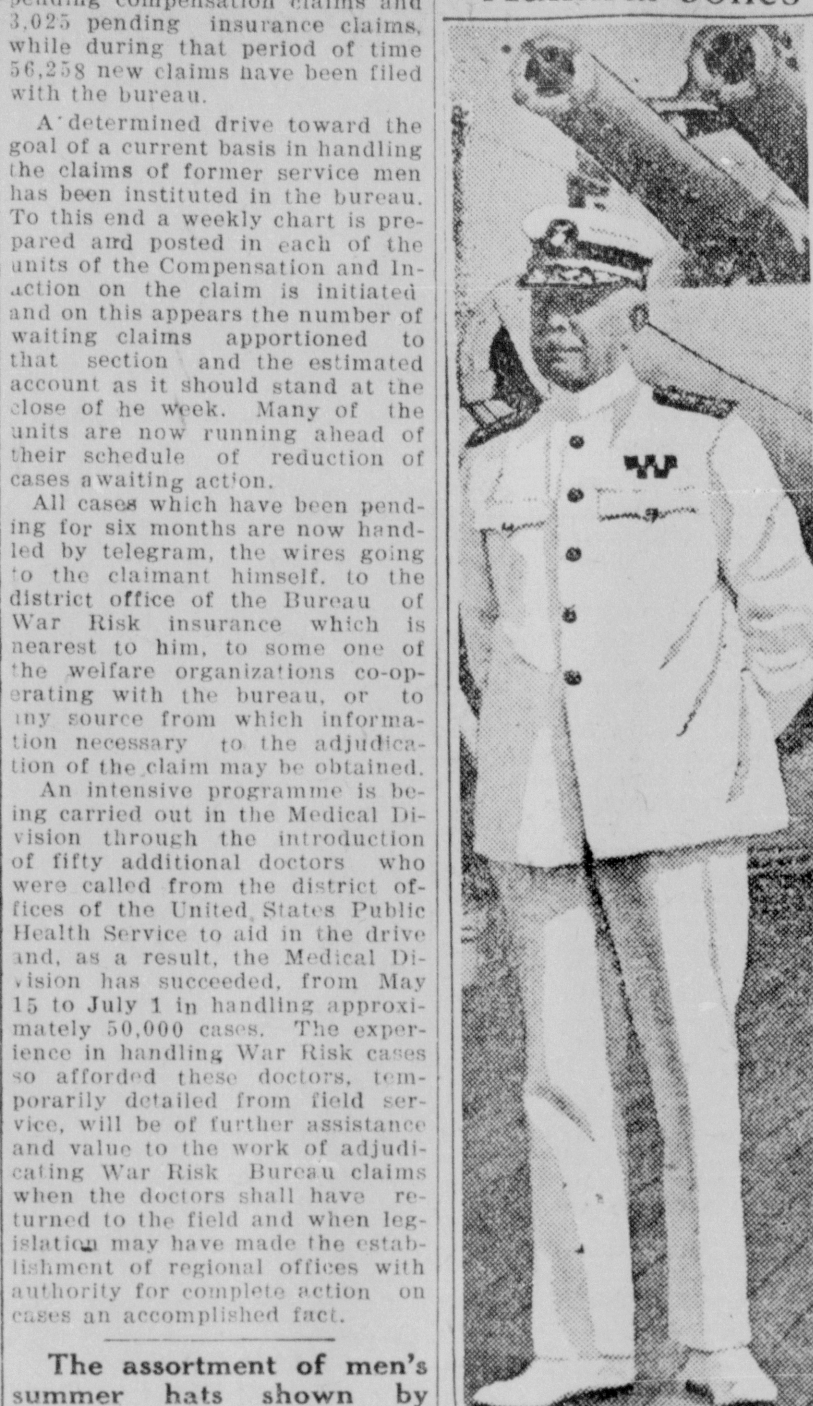 pending compensation claims and
3,025 pending insurance claims,
while during that period of time
56,258 new claims have been filed
with the bureau.
A determined drive toward the
goal of a current basis in handling
the claims of former service men
has been instituted in the bureau.
To this end a weekly chart is pre-
pared and posted in each of the
units of the Compensation and In-
action on the claim is initiated
and on this appears the number of
waiting claims apportioned to
that section and the estimated
account as it should stand at the
close of he week. Many of the
units are now running ahead of
their schedule of reduction of
cases awaiting action.
All cases which have been pend-
ing for six months are now hand-
led by telegram, the wires going
to the claimant himself, to the
district office of the Bureau of
War Risk insurance which is
nearest to him, to some one of
the welfare organizations co-op-
erating with the bureau, or to
any source from which informa-
tion necessary to the adjudica-
tion of the claim may be obtained.
An intensive programme is be-
ing carried out in the Medical Di-
vision through the introduction
of fifty additional doctors who
were called from the district of-
fices of the United States Public
Health Service to aid in the drive
and, as a result, the Medical Di-
vision has succeeded, from May
15 to July 1 in handling approxi-
mately 50,000 cases. The exper-
ience in handling War Risk cases
so afforded these doctors, tem-
porarily detailed from field ser-
vice, will be of further assistance
and value to the work of adjudi-
cating War Risk Bureau claims
when the doctors shall have re-
turned to the field and when leg-
islation may have made the estab-
lishment of regional offices with
authority for complete action on
cases an accomplished fact.
The assortment of men's
summer hats shown by
Jones